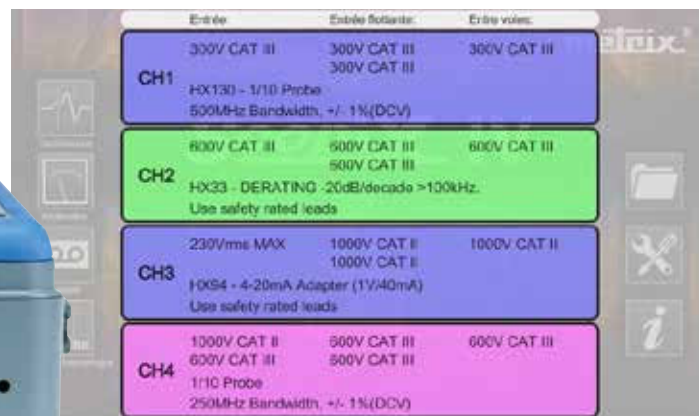 Entrée Entrée flottante: Entre voies:
metrix
CH1
300V CAT III 300V CAT III 300V CAT III
300V CAT III
HX130 - 1/10 Probe
500MHz Bandwidth, +/- 1%(DCV)
CH2
600V CAT III 600V CAT III 600V CAT III
600V CAT III
HX33 - DERATING -20dB/decade >100kHz.
Use safety rated leads
CH3
230Vrms MAX 1000V CAT II 1000V CAT II
1000V CAT II
HX94 - 4-20mA Adapter (1V/40mA)
Use safety rated leads
CH4
1000V CAT II 600V CAT III 600V CAT III
600V CAT III 600V CAT III
1/10 Probe
250MHz Bandwidth, +/- 1%(DCV)